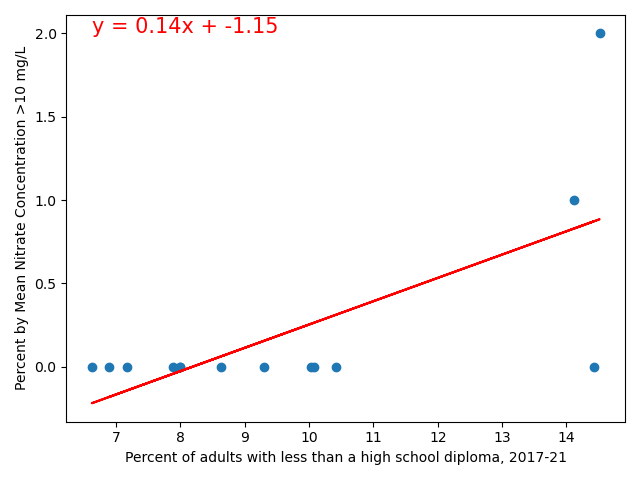 y = 0.14x + -1.15
Percent by Mean Nitrate Concentration >10 mg/L
2.0
1.5
1.0
0.5
0.0
7 8 9 10 11 12 13 14
Percent of adults with less than a high school diploma, 2017-21